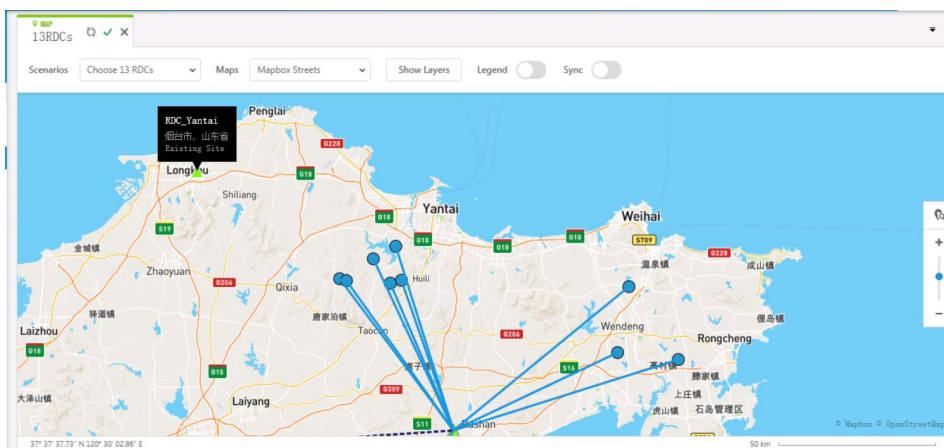 MAP
13RDCs
Scenarios
Choose 13 RDCs
Maps
Mapbox Streets
Show Layers
Legend
Sync
RDC_Yantai
烟台市, 山东省
Existing Site
Penglai
G228
Longkou
G18
Shiliang
Yantai
G18
Weihai
S19
G18
G18
G18
S709
金城镇
G228
温泉镇
成山镇
Zhaoyuan
G206
Qixia
Huili
驿道镇
唐家泊镇
俚岛镇
Laizhou
Taocun
G206
Wendeng
Rongcheng
G18
G15
S16
高村镇
滕家镇
大泽山镇
G309
上庄镇
Laiyang
虎山镇
石岛管理区
S11
Rushan
© Mapbox © OpenStreetMap
37° 37' 37.73" N 120° 30' 02.86" E
50 km